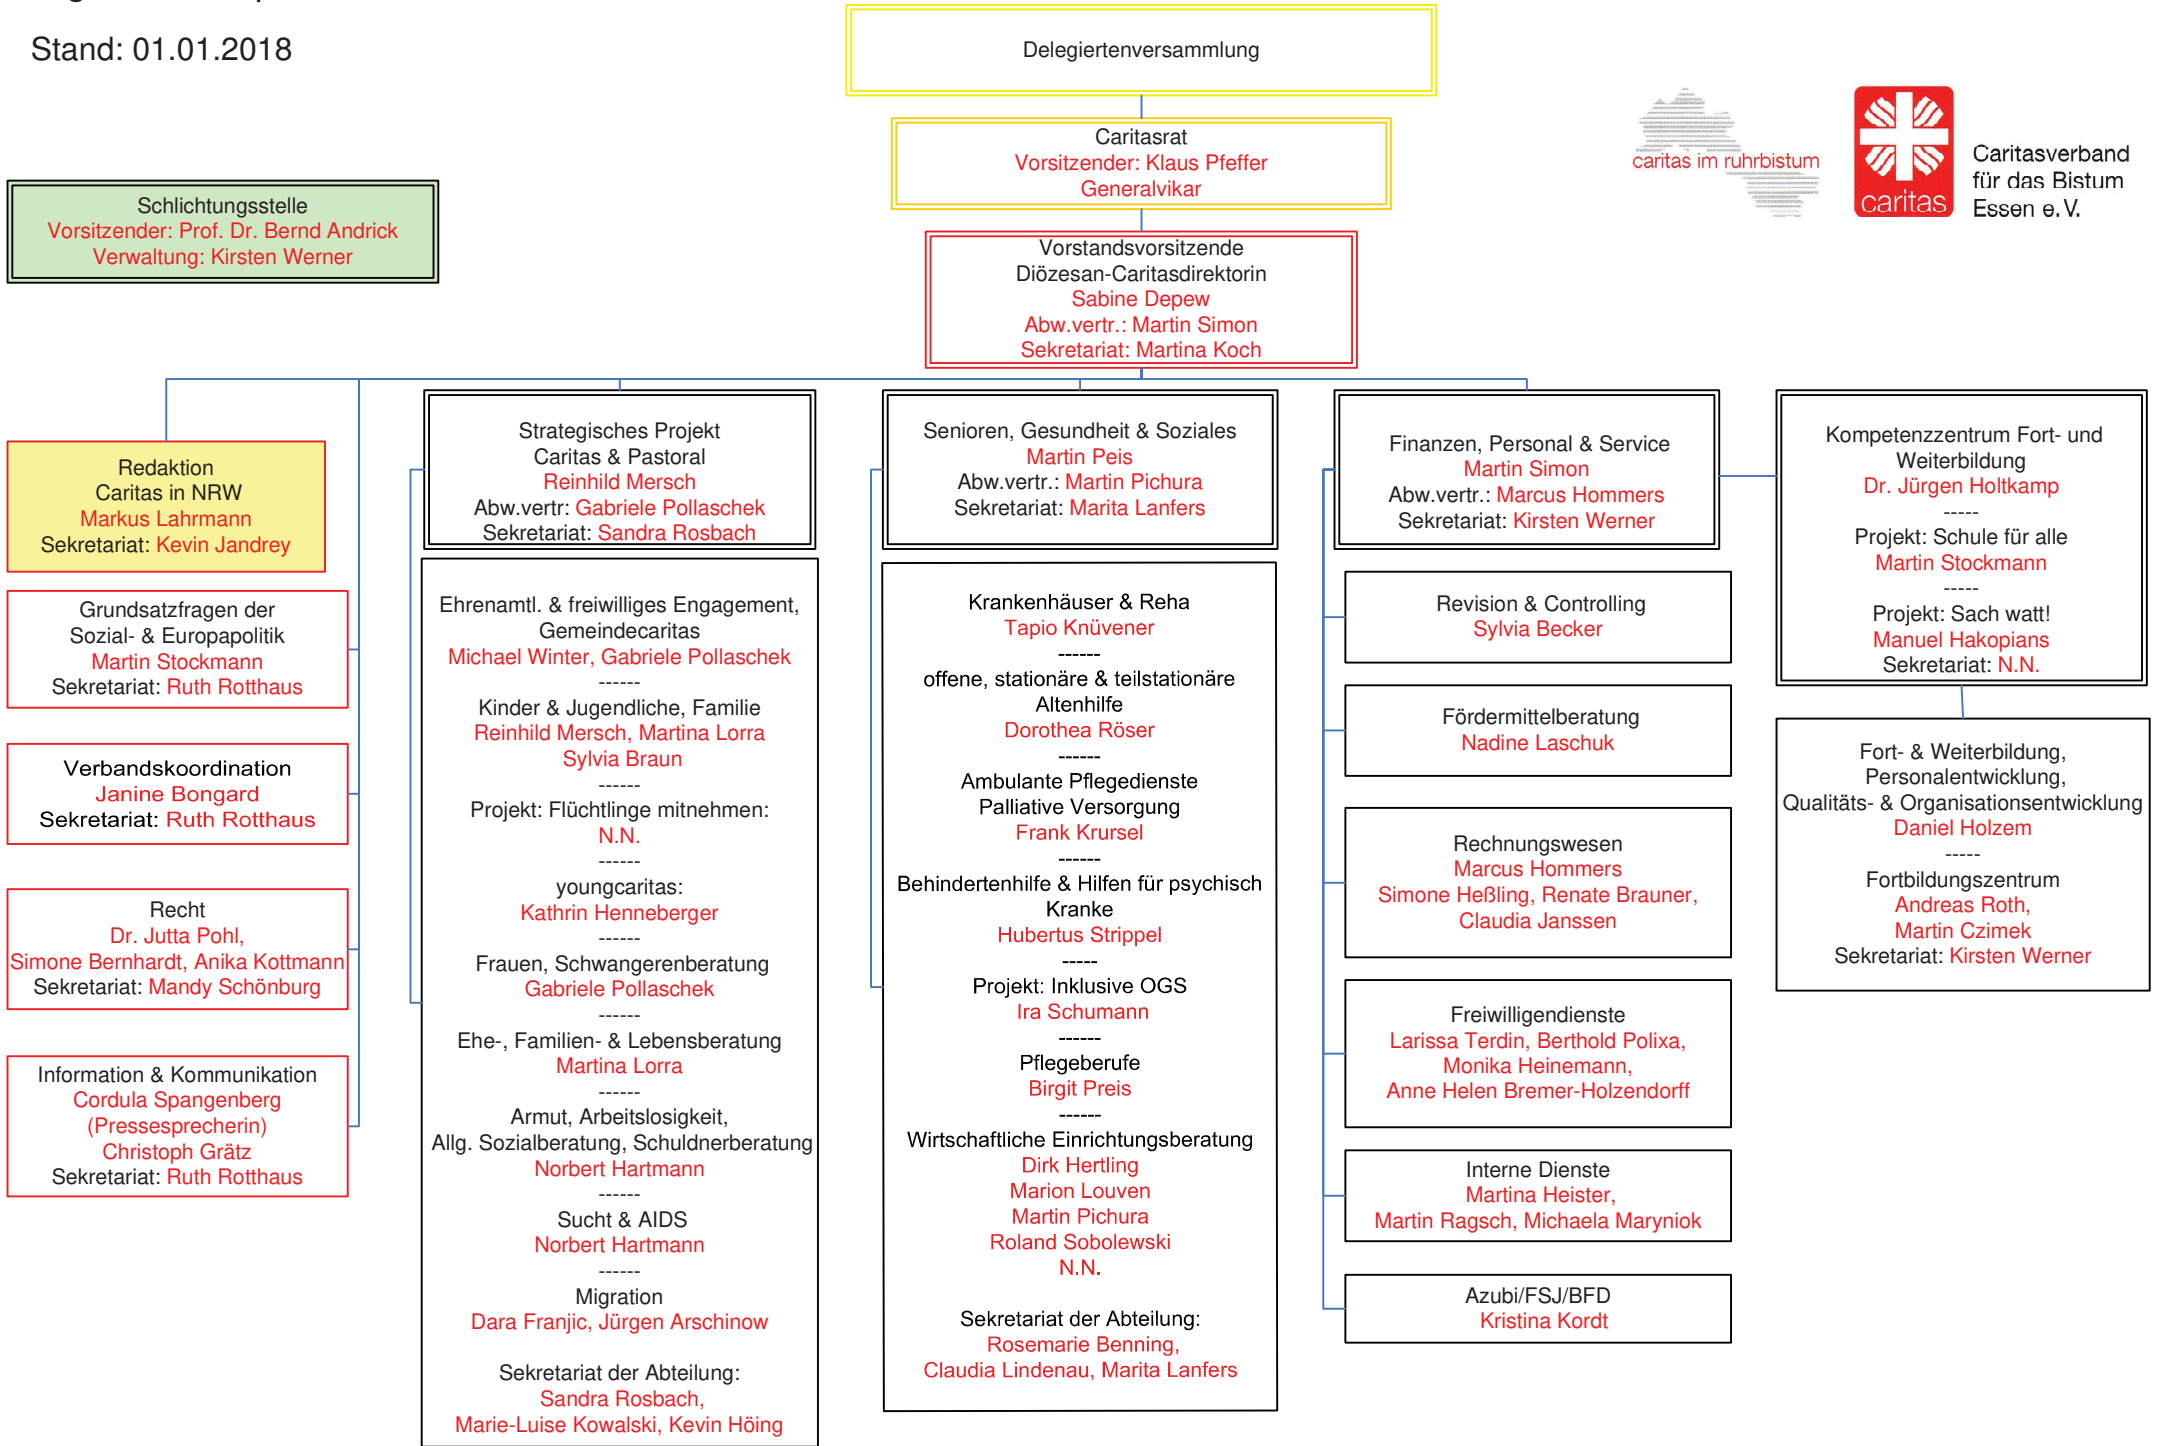 Stand: 01.01.2018
Delegiertenversammlung
Caritasrat
Vorsitzender: Klaus Pfeffer
Generalvikar
caritas im ruhrbistum
caritas
Caritasverband
für das Bistum
Essen e.V.
Schlichtungsstelle
Vorsitzender: Prof. Dr. Bernd Andrick
Verwaltung: Kirsten Werner
Vorstandsvorsitzende
Diözesan-Caritasdirektorin
Sabine Depew
Abw.vertr.: Martin Simon
Sekretariat: Martina Koch
Redaktion
Caritas in NRW
Markus Lahrmann
Sekretariat: Kevin Jandrey
Grundsatzfragen der
Sozial- & Europapolitik
Martin Stockmann
Sekretariat: Ruth Rotthaus
Verbandskoordination
Janine Bongard
Sekretariat: Ruth Rotthaus
Recht
Dr. Jutta Pohl,
Simone Bernhardt, Anika Kottmann
Sekretariat: Mandy Schönburg
Information & Kommunikation
Cordula Spangenberg
(Pressesprecherin)
Christoph Grätz
Sekretariat: Ruth Rotthaus
Strategisches Projekt
Caritas & Pastoral
Reinhild Mersch
Abw.vertr: Gabriele Pollaschek
Sekretariat: Sandra Rosbach
Ehrenamtl. & freiwilliges Engagement,
Gemeindecaritas
Michael Winter, Gabriele Pollaschek
------
Kinder & Jugendliche, Familie
Reinhild Mersch, Martina Lorra
Sylvia Braun
------
Projekt: Flüchtlinge mitnehmen:
N.N.
------
youngcaritas:
Kathrin Henneberger
------
Frauen, Schwangerenberatung
Gabriele Pollaschek
------
Ehe-, Familien- & Lebensberatung
Martina Lorra
------
Armut, Arbeitslosigkeit,
Allg. Sozialberatung, Schuldnerberatung
Norbert Hartmann
------
Sucht & AIDS
Norbert Hartmann
------
Migration
Dara Franjic, Jürgen Arschinow
Sekretariat der Abteilung:
Sandra Rosbach,
Marie-Luise Kowalski, Kevin Höing
Senioren, Gesundheit & Soziales
Martin Peis
Abw.vertr.: Martin Pichura
Sekretariat: Marita Lanfers
Krankenhäuser & Reha
Tapio Knüvener
------
offene, stationäre & teilstationäre
Altenhilfe
Dorothea Röser
------
Ambulante Pflegedienste
Palliative Versorgung
Frank Krursel
------
Behindertenhilfe & Hilfen für psychisch
Kranke
Hubertus Strippel
-----
Projekt: Inklusive OGS
Ira Schumann
------
Pflegeberufe
Birgit Preis
------
Wirtschaftliche Einrichtungsberatung
Dirk Hertling
Marion Louven
Martin Pichura
Roland Sobolewski
N.N.
Sekretariat der Abteilung:
Rosemarie Benning,
Claudia Lindenau, Marita Lanfers
Finanzen, Personal & Service
Martin Simon
Abw.vertr.: Marcus Hommers
Sekretariat: Kirsten Werner
Revision & Controlling
Sylvia Becker
Fördermittelberatung
Nadine Laschuk
Rechnungswesen
Marcus Hommers
Simone Heßling, Renate Brauner,
Claudia Janssen
Freiwilligendienste
Larissa Terdin, Berthold Polixa,
Monika Heinemann,
Anne Helen Bremer-Holzendorff
Interne Dienste
Martina Heister,
Martin Ragsch, Michaela Maryniok
Azubi/FSJ/BFD
Kristina Kordt
Kompetenzzentrum Fort- und
Weiterbildung
Dr. Jürgen Holtkamp
-----
Projekt: Schule für alle
Martin Stockmann
-----
Projekt: Sach watt!
Manuel Hakopians
Sekretariat: N.N.
Fort- & Weiterbildung,
Personalentwicklung,
Qualitäts- & Organisationsentwicklung
Daniel Holzem
-----
Fortbildungszentrum
Andreas Roth,
Martin Czimek
Sekretariat: Kirsten Werner